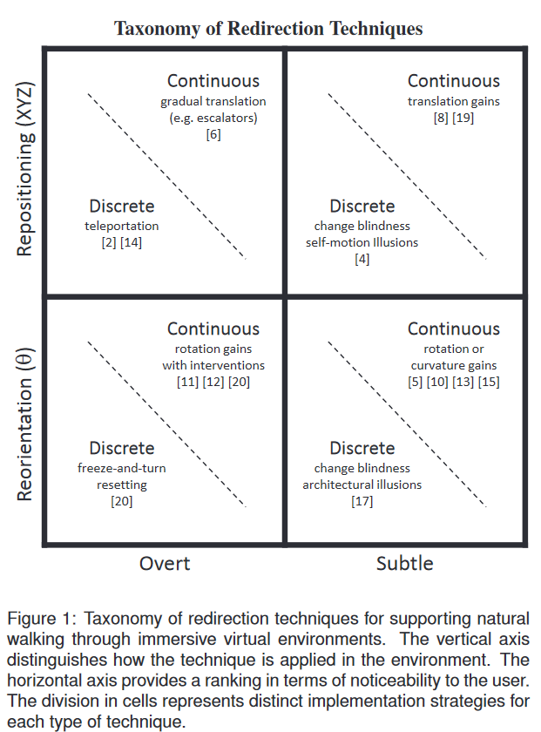 Taxonomy of Redirection Techniques
Repositioning (XYZ)
Continuous
gradual translation
(e.g. escalators)
[6]
Discrete
teleportation
[2] [14]
Continuous
translation gains
[8] [19]
Discrete
change blindness
self-motion Illusions
[4]
Reorientation (θ)
Continuous
rotation gains
with interventions
[11] [12] [20]
Discrete
freeze-and-turn
resetting
[20]
Continuous
rotation or
curvature gains
[5] [10] [13] [15]
Discrete
change blindness
architectural illusions
[17]
Overt
Subtle
Figure 1: Taxonomy of redirection techniques for supporting natural
walking through immersive virtual environments. The vertical axis
distinguishes how the technique is applied in the environment. The
horizontal axis provides a ranking in terms of noticeability to the user.
The division in cells represents distinct implementation strategies for
each type of technique.